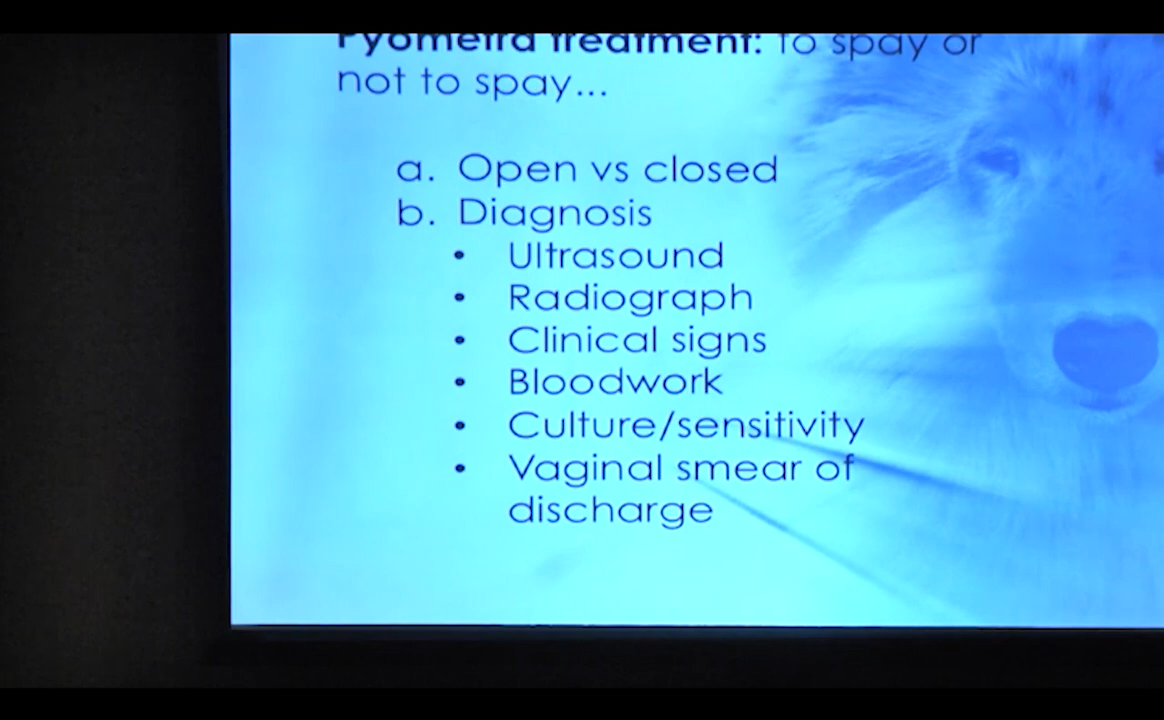 Pyometra treatment: to spay or
not to spay...
a. Open vs closed
b. Diagnosis
• Ultrasound
• Radiograph
• Clinical signs
• Bloodwork
• Culture/sensitivity
• Vaginal smear of
discharge